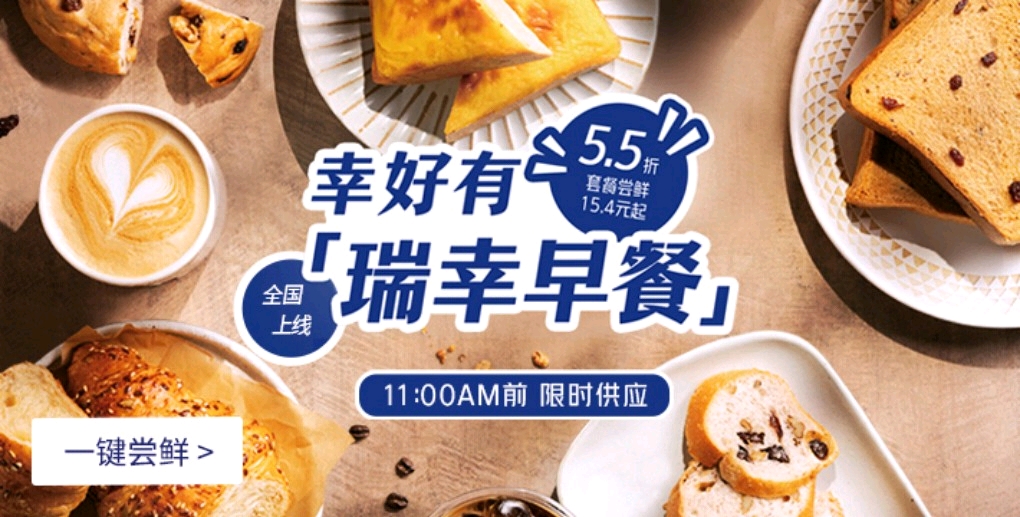 幸好有
5.5折
套餐尝鲜
15.4元起
「瑞幸早餐」
全国
上线
11:00AM前 限时供应
一键尝鲜 >